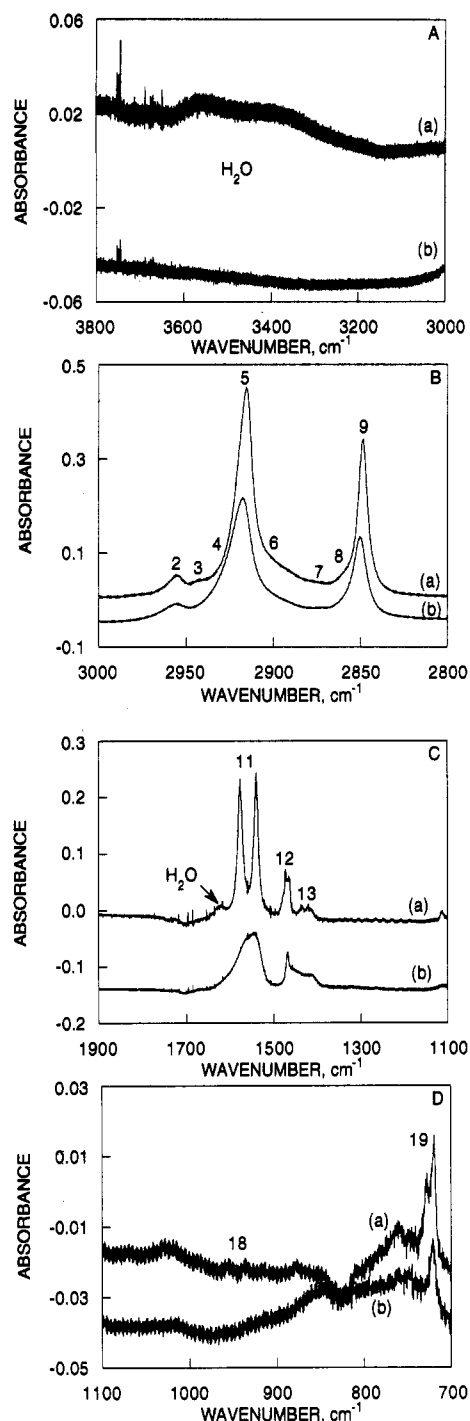 0.06
A
0.02
(a)
H₂O
-0.02
(b)
-0.06
3800 3600 3400 3200 3000
WAVENUMBER, cm⁻¹
ABSORBANCE
0.5
B
5
9
0.3
4
6
0.1
2
3
7
8
(a)
(b)
-0.1
3000 2950 2900 2850 2800
WAVENUMBER, cm⁻¹
ABSORBANCE
0.3
C
11
0.2
0.1
H₂O
12
13
0.0
(a)
-0.1
(b)
-0.2
1900 1700 1500 1300 1100
WAVENUMBER, cm⁻¹
ABSORBANCE
0.03
D
0.01
19
(a)
-0.01
18
-0.03
(b)
-0.05
1100 1000 900 800 700
WAVENUMBER, cm⁻¹
ABSORBANCE